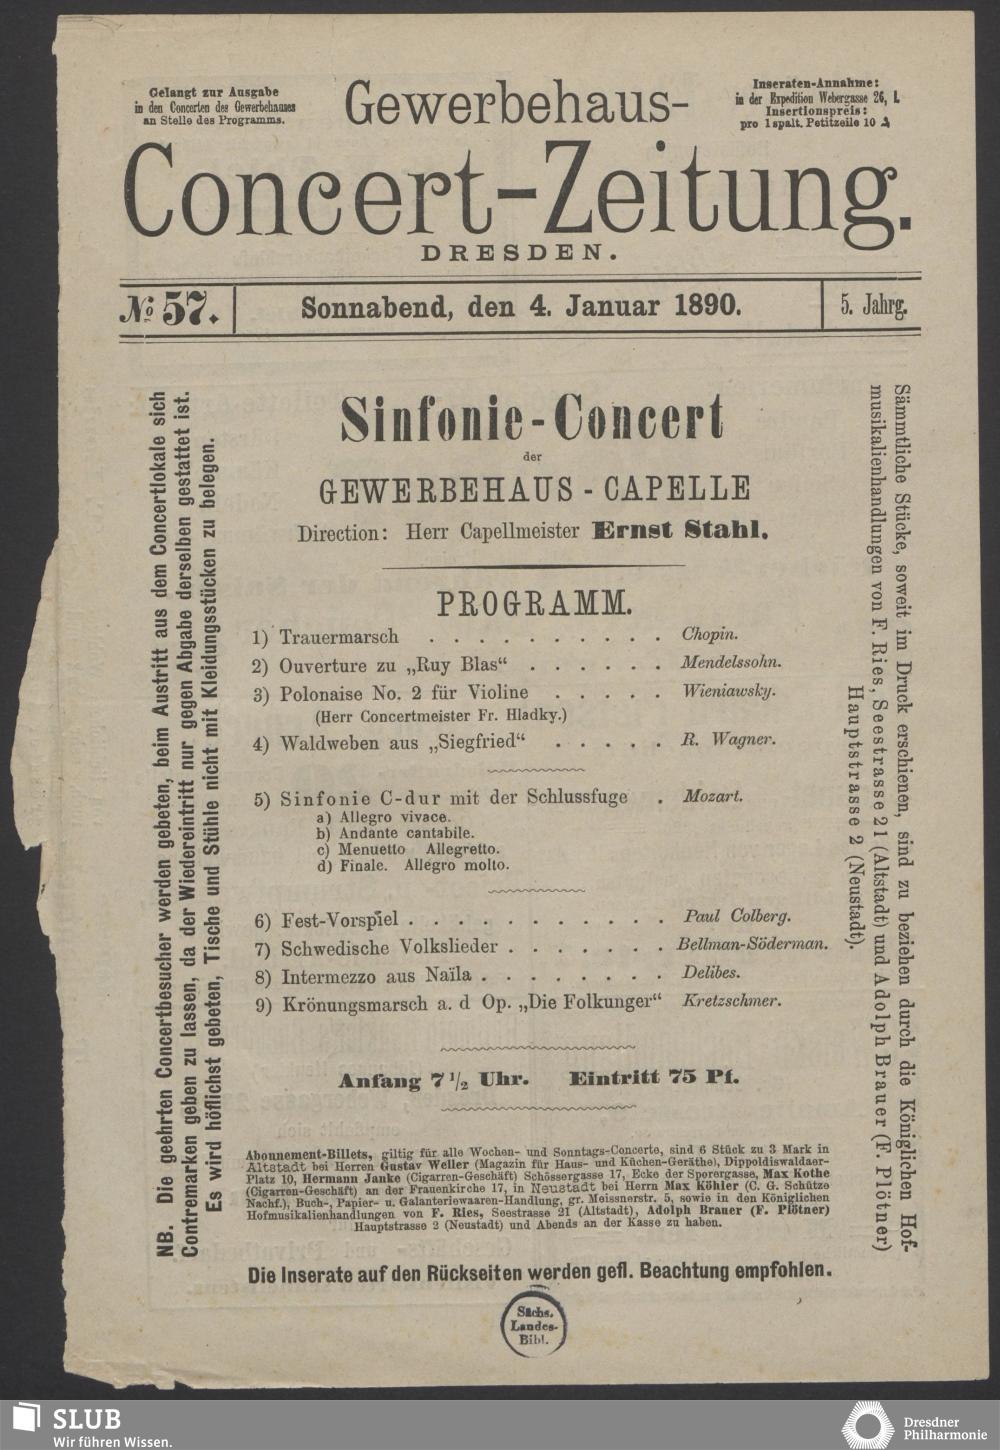 Gelangt zur Ausgabe
in den Concerten des Gewerbehauses
an Stelle des Programms.
Gewerbehaus-
Inseraten-Annahme:
in der Expedition Webergasse 26, I.
Insertionspreis:
pro 1spalt. Petitzeile 10 ₰
Concert-Zeitung.
DRESDEN.
No 57.
Sonnabend, den 4. Januar 1890.
5. Jahrg.
NB. Die geehrten Concertbesucher werden gebeten, beim Austritt aus dem Concertlokale sich
Contremarken geben zu lassen, da der Wiedereintritt nur gegen Abgabe derselben gestattet ist.
Es wird höflichst gebeten, Tische und Stühle nicht mit Kleidungsstücken zu belegen.
Sinfonie-Concert
der
GEWERBEHAUS-CAPELLE
Direction: Herr Capellmeister Ernst Stahl.
PROGRAMM.
1) Trauermarsch . . . . . . . . . . Chopin.
2) Ouverture zu „Ruy Blas“ . . . . . . Mendelssohn.
3) Polonaise No. 2 für Violine . . . . . Wieniawsky.
(Herr Concertmeister Fr. Hladky.)
4) Waldweben aus „Siegfried“ . . . . . R. Wagner.
5) Sinfonie C-dur mit der Schlussfuge . Mozart.
a) Allegro vivace.
b) Andante cantabile.
c) Menuetto Allegretto.
d) Finale. Allegro molto.
6) Fest-Vorspiel . . . . . . . . . . . Paul Colberg.
7) Schwedische Volkslieder . . . . . . . Bellman-Söderman.
8) Intermezzo aus Naïla . . . . . . . . Delibes.
9) Krönungsmarsch a. d Op. „Die Folkunger“ Kretzschmer.
Anfang 7 1/2 Uhr. Eintritt 75 Pf.
Abonnement-Billets, giltig für alle Wochen- und Sonntags-Concerte, sind 6 Stück zu 3 Mark in
Altstadt bei Herren Gustav Weller (Magazin für Haus- und Küchen-Geräthe), Dippoldiswaldaer-
Platz 10, Hermann Janke (Cigarren-Geschäft) Schössergasse 17, Ecke der Sporergasse, Max Kothe
(Cigarren-Geschäft) an der Frauenkirche 17, in Neustadt bei Herrn Max Köhler (C. G. Schütze
Nachf.), Buch-, Papier- u. Galanteriewaaren-Handlung, gr. Meissnerstr. 5, sowie in den Königlichen
Hofmusikalienhandlungen von F. Ries, Seestrasse 21 (Altstadt), Adolph Brauer (F. Plötner)
Hauptstrasse 2 (Neustadt) und Abends an der Kasse zu haben.
Sämmtliche Stücke, soweit im Druck erschienen, sind zu beziehen durch die Königlichen Hof-
musikalienhandlungen von F. Ries, Seestrasse 21 (Altstadt) und Adolph Brauer (F. Plötner)
Hauptstrasse 2 (Neustadt).
Die Inserate auf den Rückseiten werden gefl. Beachtung empfohlen.
Sächs.
Landes-
Bibl.
SLUB
Wir führen Wissen.
Dresdner
Philharmonie